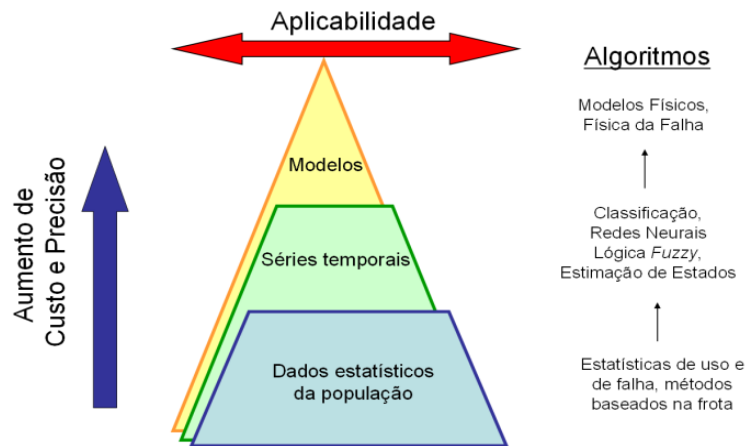 Aplicabilidade
Aumento de
Custo e Precisão
Modelos
Séries temporais
Dados estatísticos
da população
Algoritmos
Modelos Físicos,
Física da Falha
Classificação,
Redes Neurais
Lógica Fuzzy,
Estimação de Estados
Estatísticas de uso e
de falha, métodos
baseados na frota